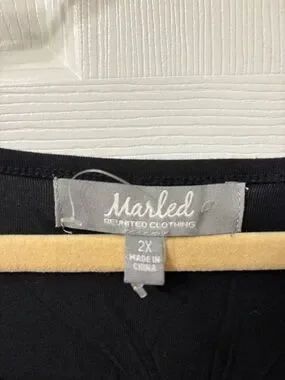 Marled
REUNITED CLOTHING
2X
MADE IN
CHINA